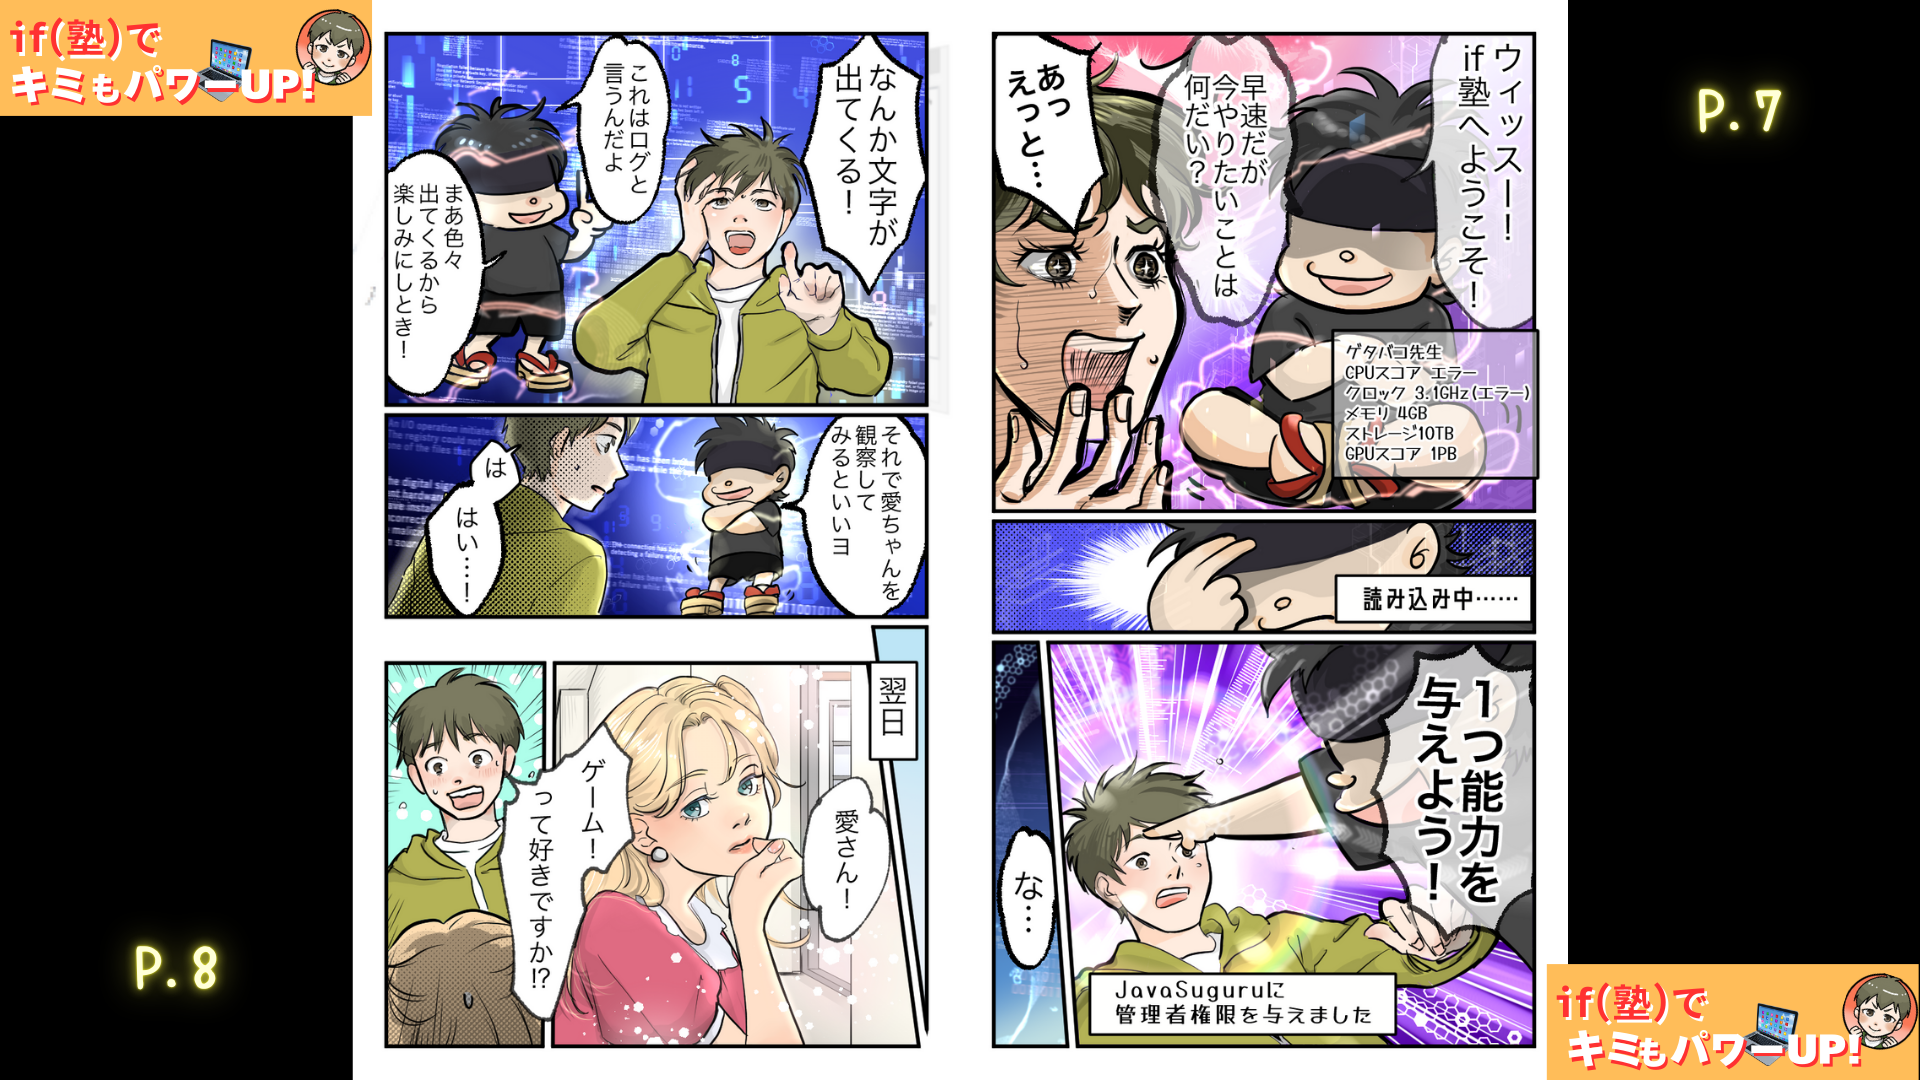 if(塾)で
キミもパワーUP!
P.7
ウィッスー！
if塾へようこそ！
早速だが
今やりたいことは
何だい？
あっ
えっと…
ゲタバコ先生
CPUスコア エラー
クロック 3.1GHz(エラー)
メモリ 4GB
ストレージ10TB
GPUスコア 1PB
読み込み中……
1つ能力を
与えよう！
な…
JavaSuguruに
管理者権限を与えました
なんか文字が
出てくる！
これはログと
言うんだよ
まあ色々
出てくるから
楽しみにしとき！
それで愛ちゃんを
観察して
みるといいヨ
は
はい…！
翌日
愛さん！
ゲーム！
って好きですか!?
P.8
if(塾)で
キミもパワーUP!